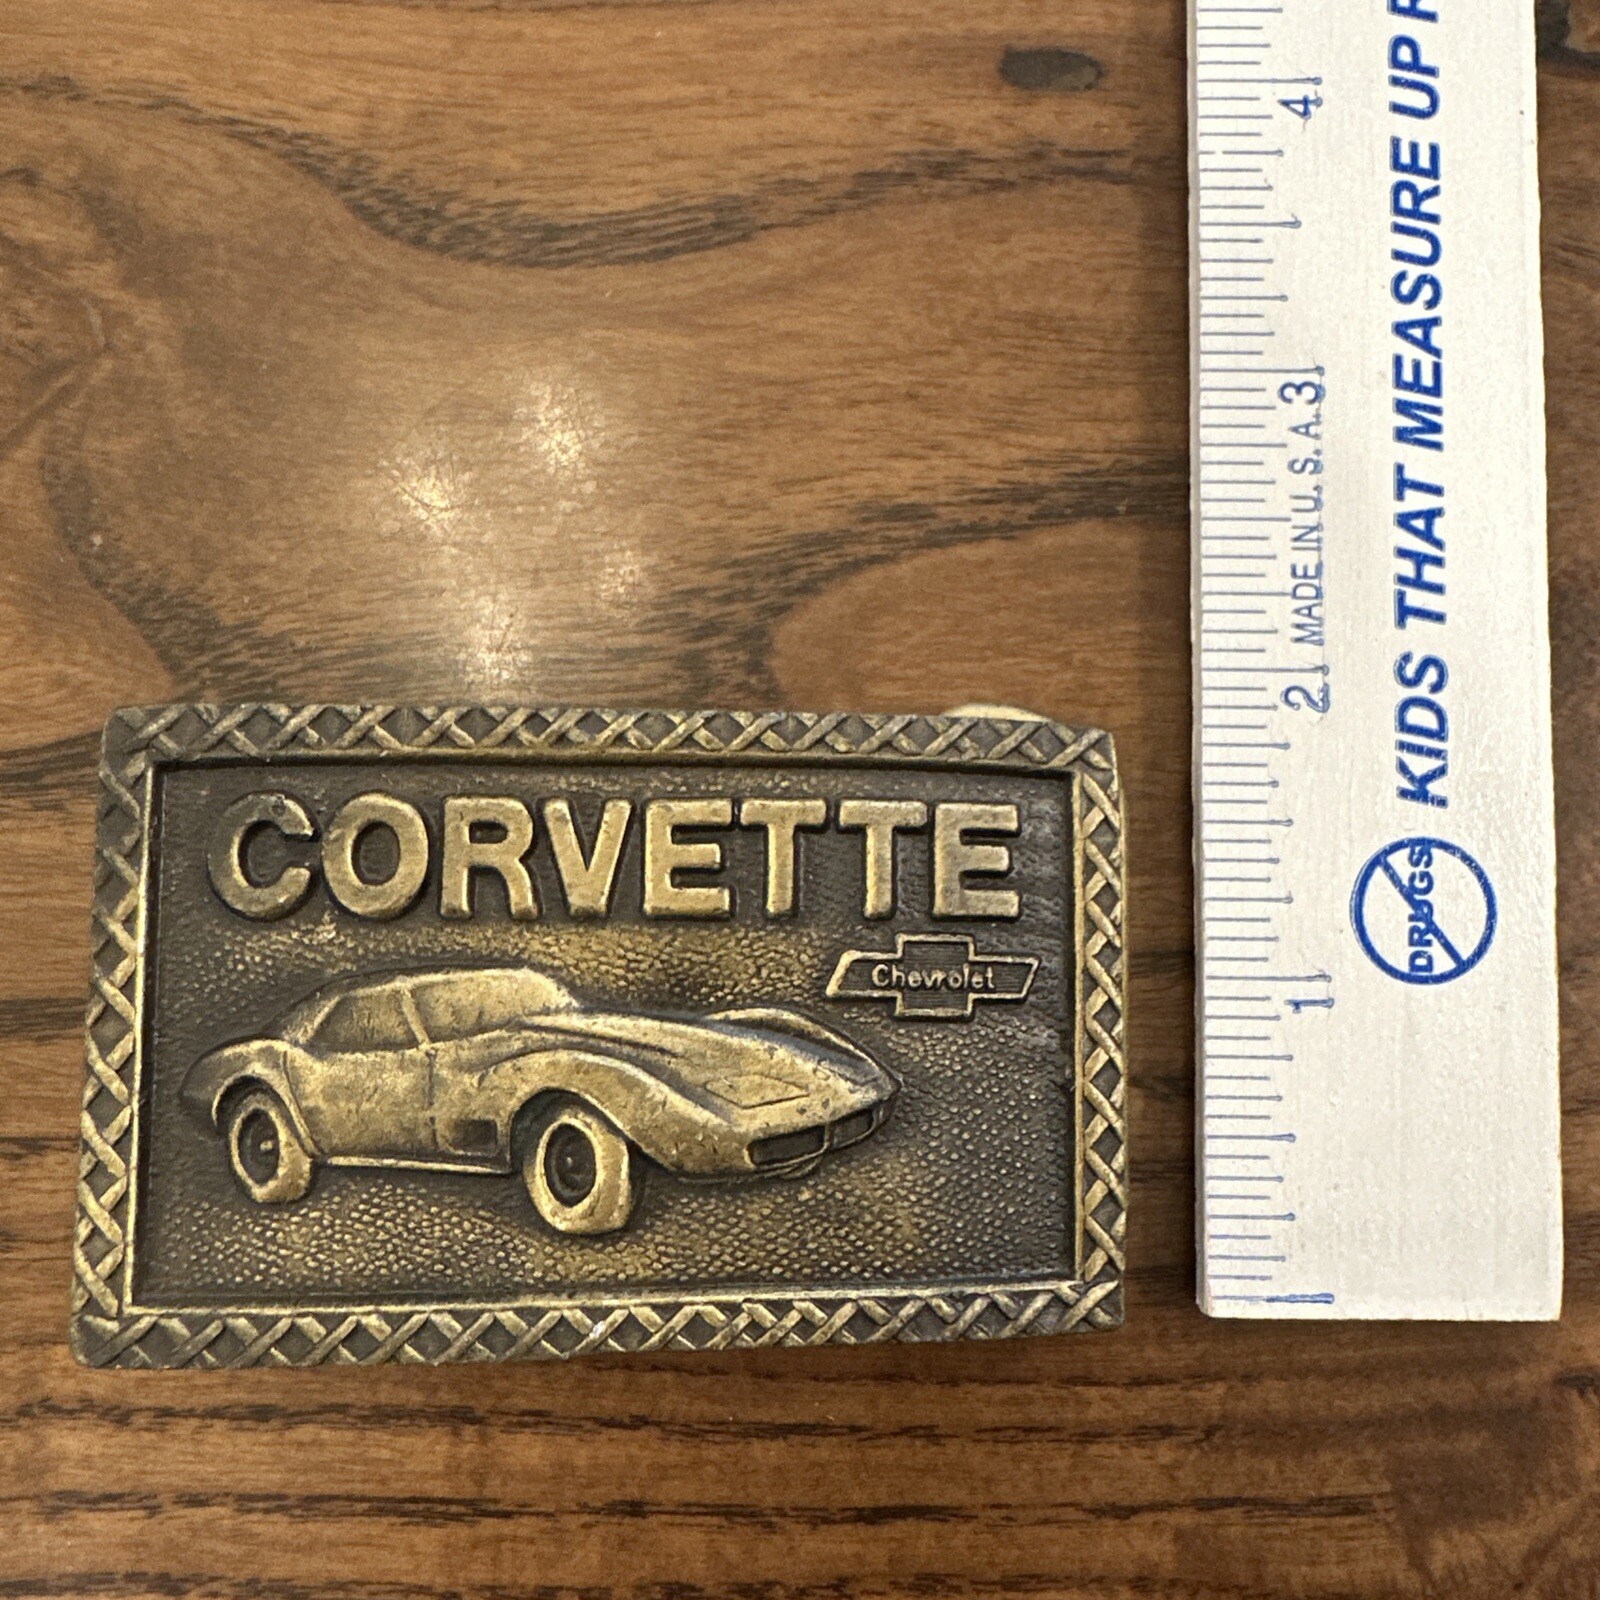 CORVETTE
Chevrolet
1
2
MADE IN U.S.A.
3
4
DRUGS
KIDS THAT MEASURE UP